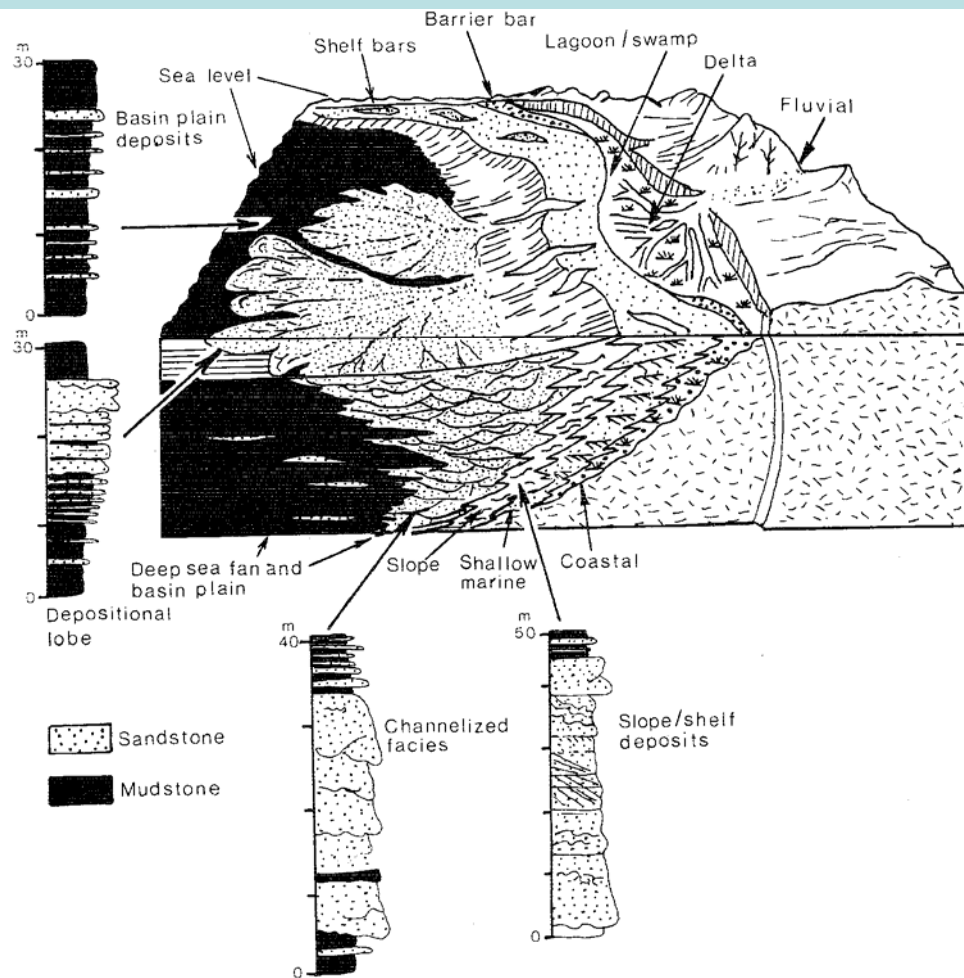 Barrier bar
Shelf bars
Lagoon/swamp
Delta
Sea level
Fluvial
m
30
Basin plain
deposits
0
m
30
0
Depositional
lobe
Deep sea fan and
basin plain
Slope
Shallow
marine
Coastal
m
40
Channelized
facies
0
m
50
Slope/shelf
deposits
0
Sandstone
Mudstone